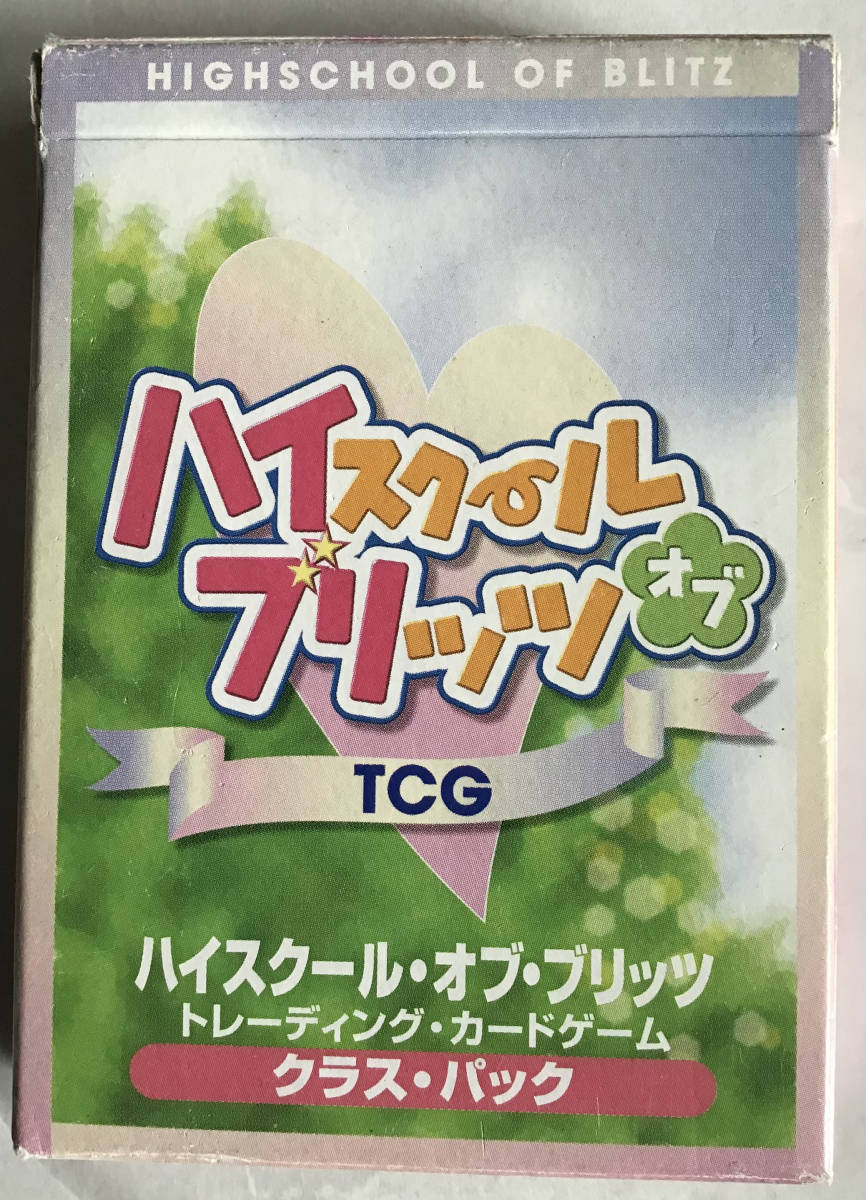 HIGHSCHOOL OF BLITZ
ハイスクール
オブ
ブリッツ
TCG
ハイスクール・オブ・ブリッツ
トレーディング・カードゲーム
クラス・パック